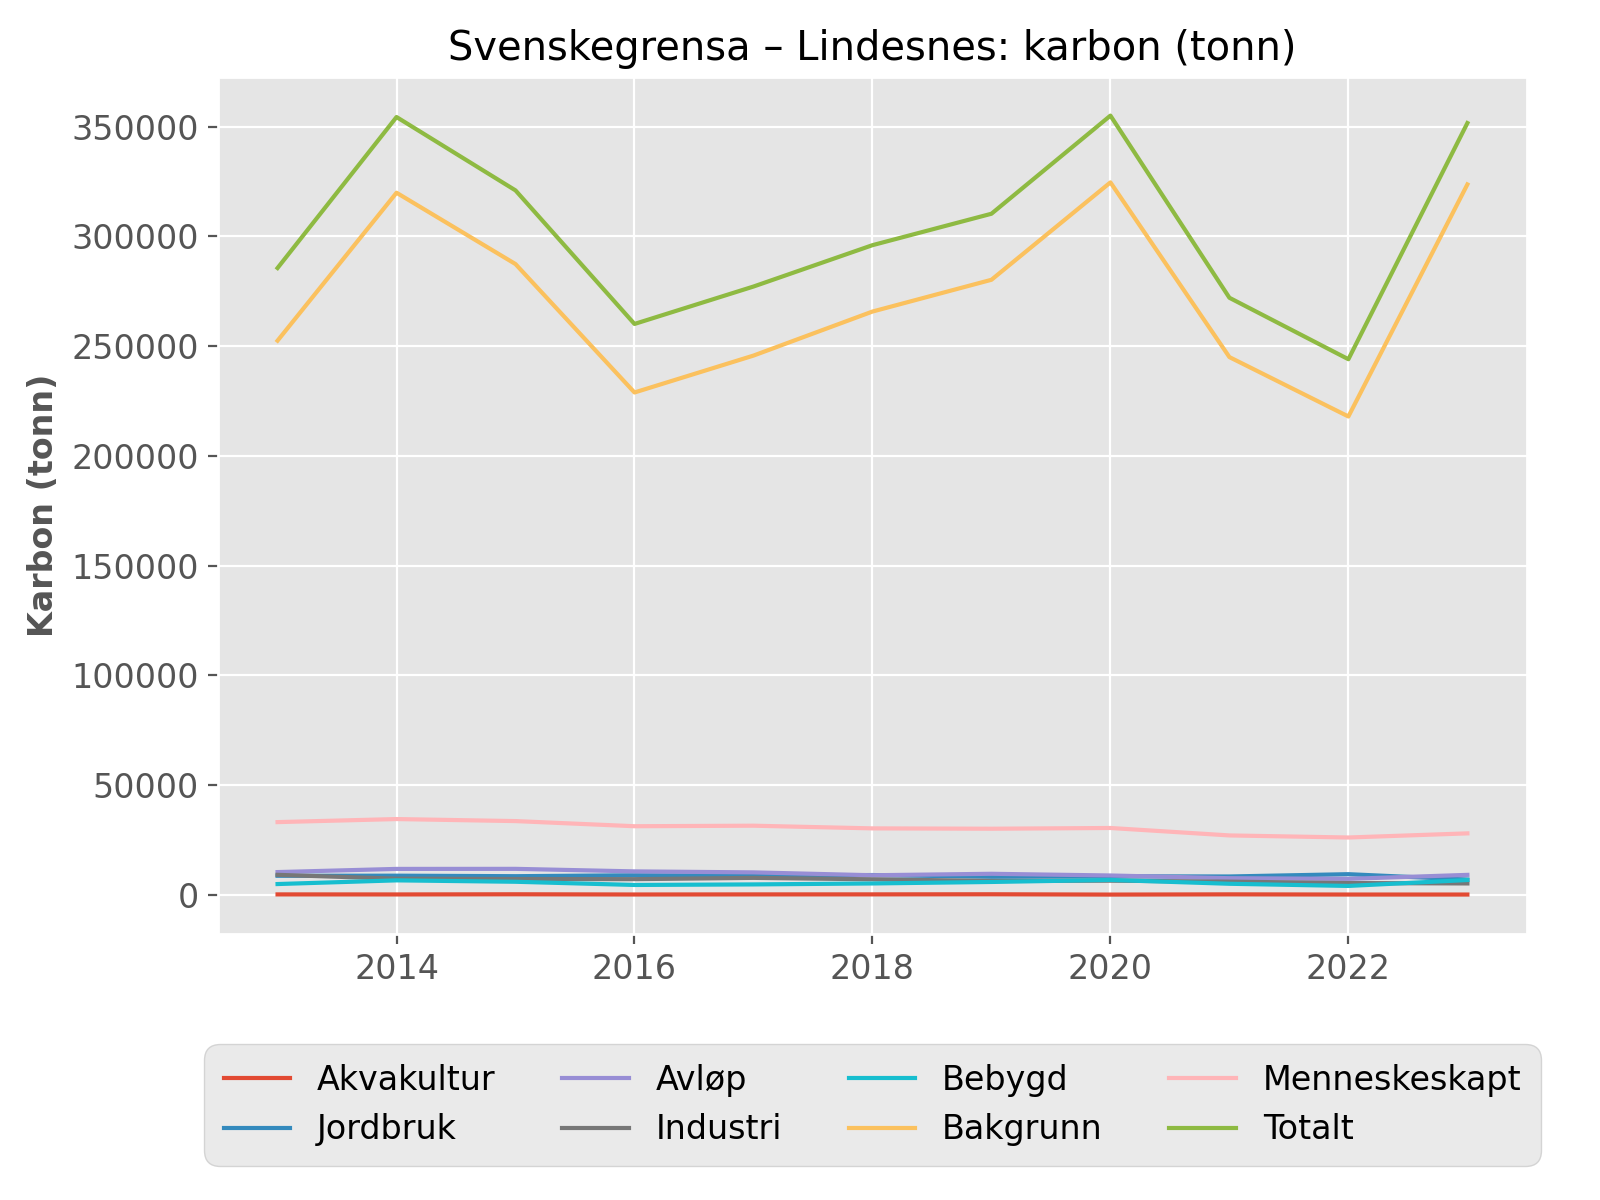 Svenskegrensa – Lindesnes: karbon (tonn)
Karbon (tonn)
350000
300000
250000
200000
150000
100000
50000
0
2014 2016 2018 2020 2022
Akvakultur Avløp Bebygd Menneskeskapt
Jordbruk Industri Bakgrunn Totalt